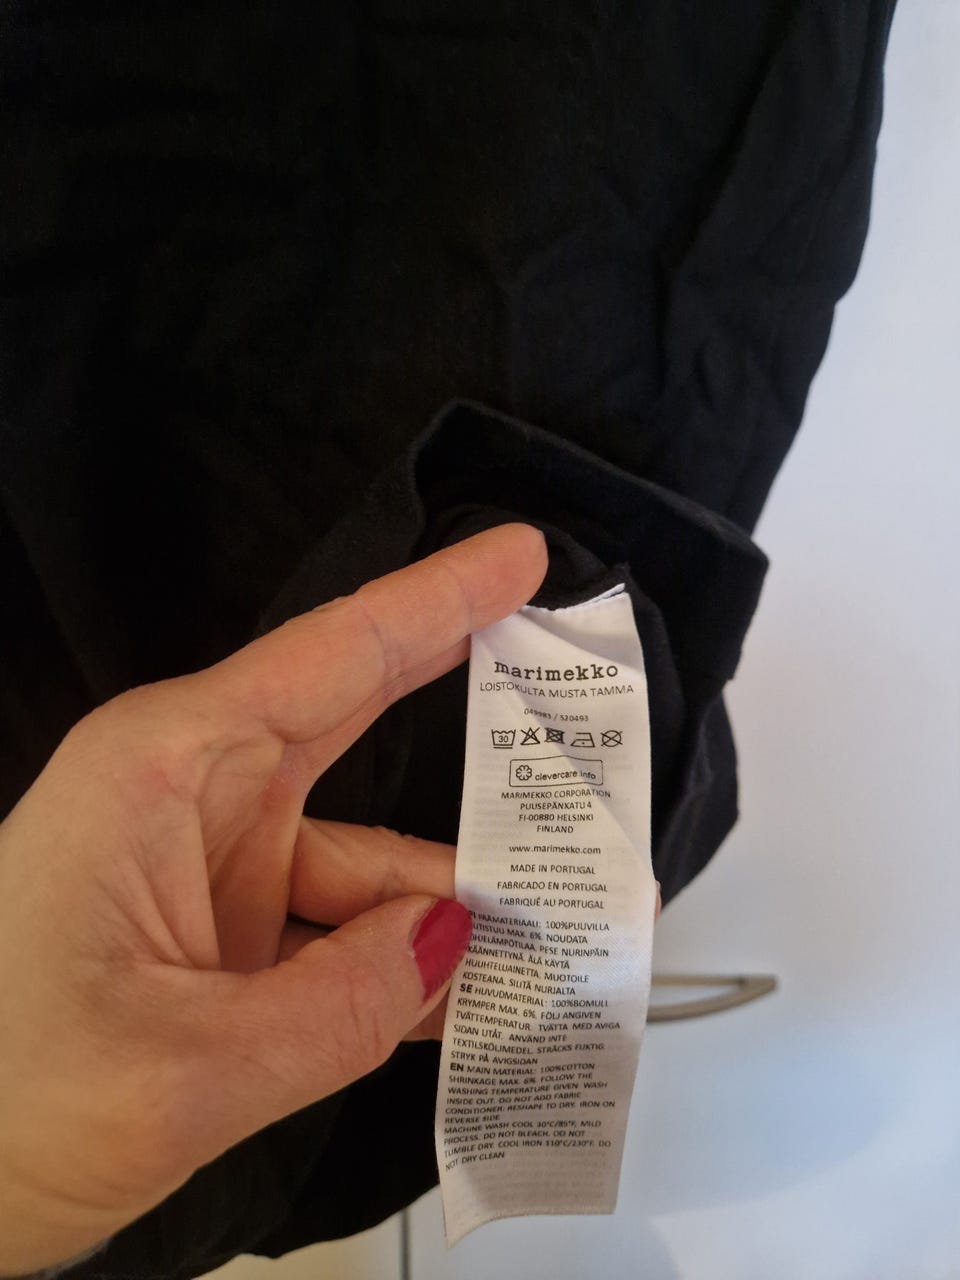 marimekko
LOISTOKULTA MUSTA TAMMA
049983 / 520493
30
clevercare.info
MARIMEKKO CORPORATION
PUUSEPÄNKATU 4
FI-00880 HELSINKI
FINLAND
www.marimekko.com
MADE IN PORTUGAL
FABRICADO EN PORTUGAL
FABRIQUÉ AU PORTUGAL
PÄÄMATERIAALI: 100%PUUVILLA
MAX. 6% NOUDATA
PESE NURINPÄIN
KÄÄNNETTYNÄ. ÄLÄ KÄYTÄ
HUUHTELUAINETTA. MUOTOILE
KOSTEANA. SILITÄ NURJALTA
SE HUVUDMATERIAL: 100%BOMULL
KRYMPER MAX. 6%. FÖLJ ANGIVEN
TVÄTTEMPERATUR. TVÄTTA MED AVIGA
SIDAN UTÅT. ANVÄND INTE
TEXTILSKÖLJMEDEL. STRÄCKS FUKTIG.
STRYK PÅ AVIGSIDAN
EN MAIN MATERIAL: 100%COTTON
SHRINKAGE MAX. 6% FOLLOW THE
WASHING TEMPERATURE GIVEN. WASH
INSIDE OUT. DO NOT ADD FABRIC
CONDITIONER. RESHAPE TO DRY. IRON ON
REVERSE SIDE
MACHINE WASH COOL 30°C/85°F, MILD
PROCESS. DO NOT BLEACH. DO NOT
TUMBLE DRY. COOL IRON 110°C/230°F. DO
NOT DRY CLEAN